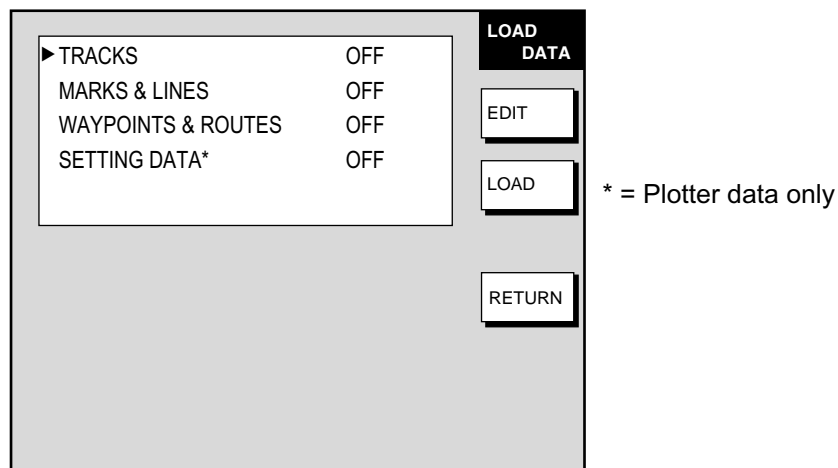 LOAD
DATA
▶TRACKS OFF
MARKS & LINES OFF
WAYPOINTS & ROUTES OFF
SETTING DATA* OFF
EDIT
LOAD
* = Plotter data only
RETURN